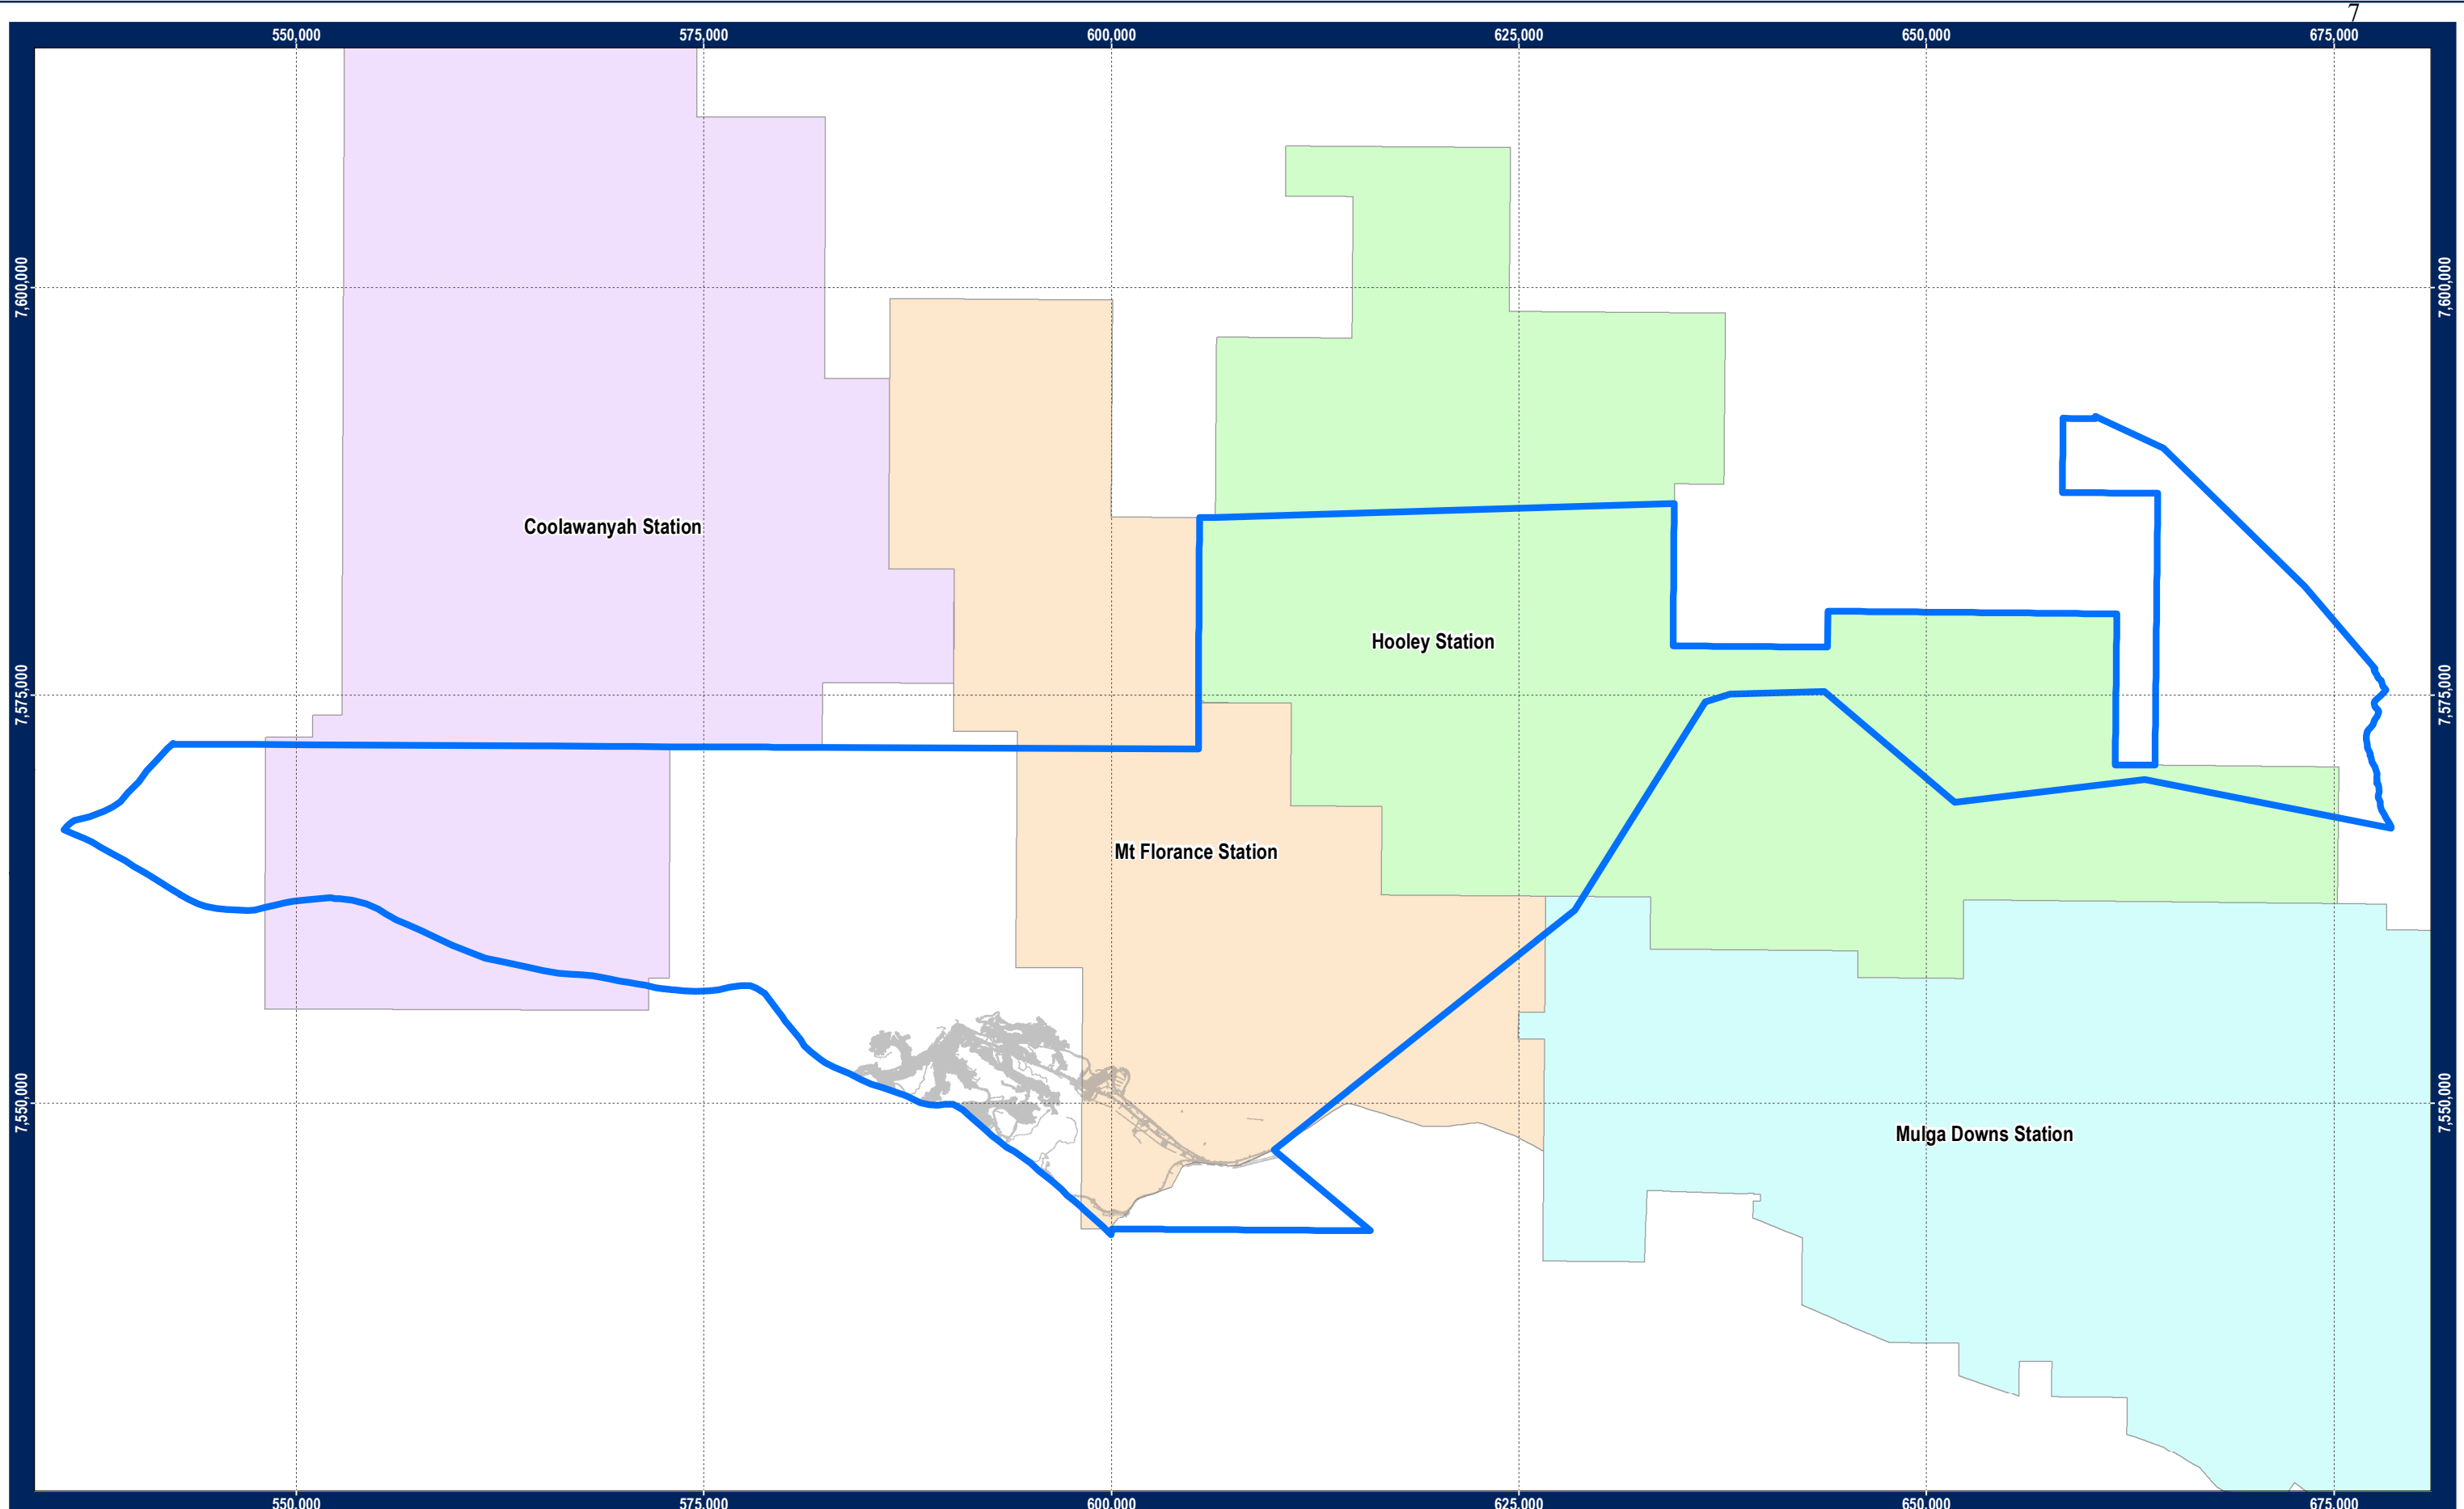 7
550,000 575,000 600,000 625,000 650,000 675,000
7,600,000 7,600,000
Coolawanyah Station
Hooley Station
7,575,000 7,575,000
Mt Florance Station
7,550,000 7,550,000
Mulga Downs Station
550,000 575,000 600,000 625,000 650,000 675,000